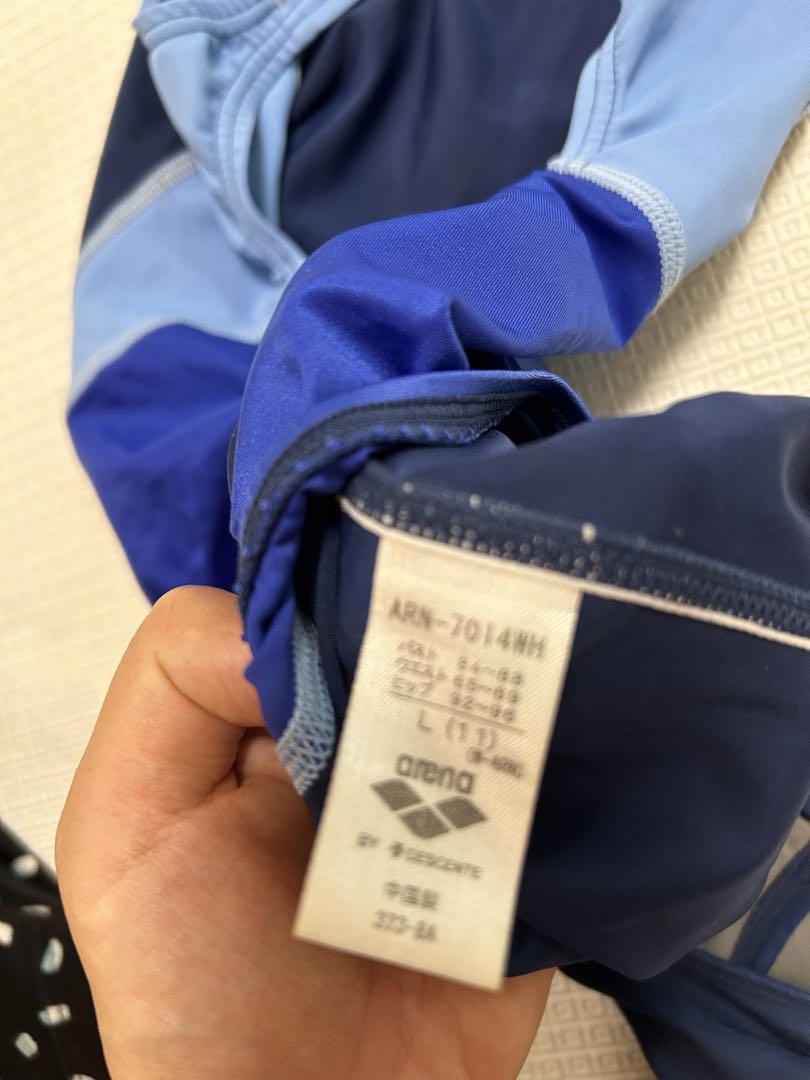 ARN-7014WH
バスト 84~88
ウエスト 65~69
ヒップ 92~96
L (11)
arena
BY DESCENTE
中国製